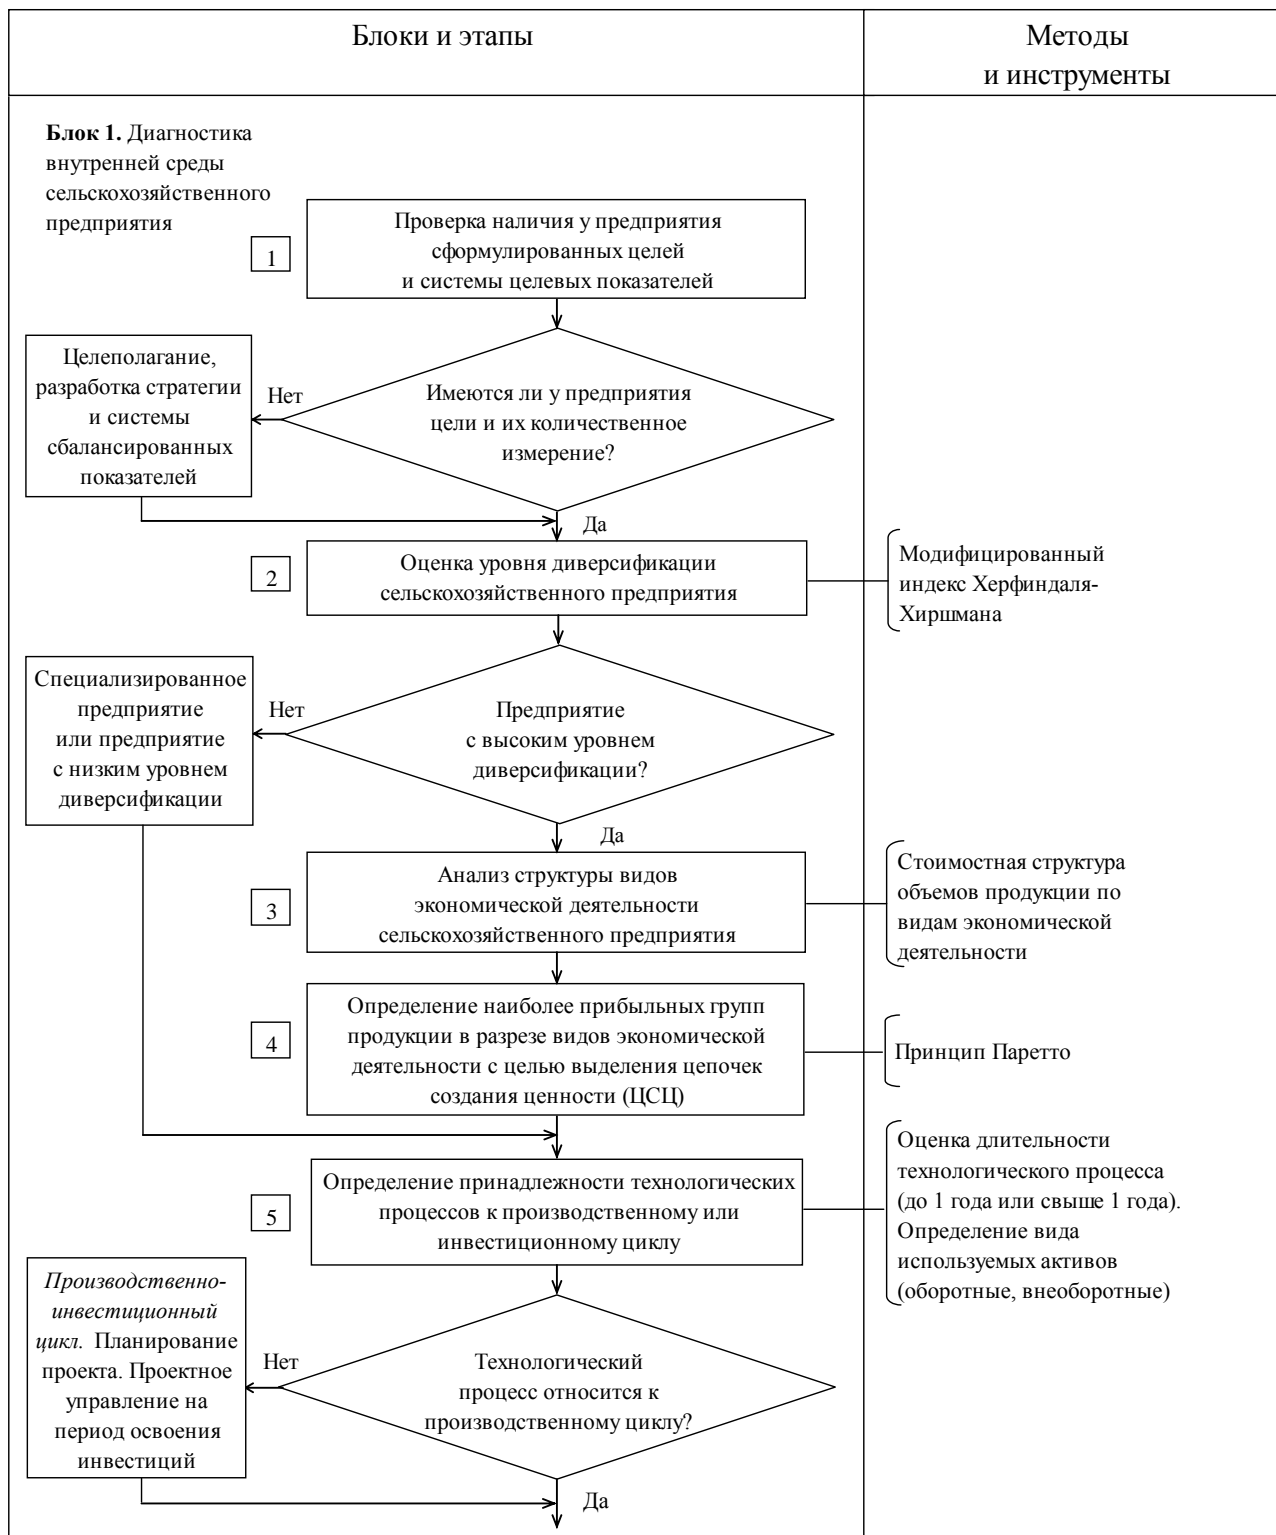 Блоки и этапы
Методы
и инструменты
Блок 1. Диагностика
внутренней среды
сельскохозяйственного
предприятия
1
Проверка наличия у предприятия
сформулированных целей
и системы целевых показателей
Целеполагание,
разработка стратегии
и системы
сбалансированных
показателей
Нет
Имеются ли у предприятия
цели и их количественное
измерение?
Да
2
Оценка уровня диверсификации
сельскохозяйственного предприятия
Модифицированный
индекс Херфиндаля-
Хиршмана
Специализированное
предприятие
или предприятие
с низким уровнем
диверсификации
Нет
Предприятие
с высоким уровнем
диверсификации?
Да
3
Анализ структуры видов
экономической деятельности
сельскохозяйственного предприятия
Стоимостная структура
объемов продукции по
видам экономической
деятельности
4
Определение наиболее прибыльных групп
продукции в разрезе видов экономической
деятельности с целью выделения цепочек
создания ценности (ЦСЦ)
Принцип Паретто
5
Определение принадлежности технологических
процессов к производственному или
инвестиционному циклу
Оценка длительности
технологического процесса
(до 1 года или свыше 1 года).
Определение вида
используемых активов
(оборотные, внеоборотные)
Производственно-
инвестиционный
цикл. Планирование
проекта. Проектное
управление на
период освоения
инвестиций
Нет
Технологический
процесс относится к
производственному циклу?
Да